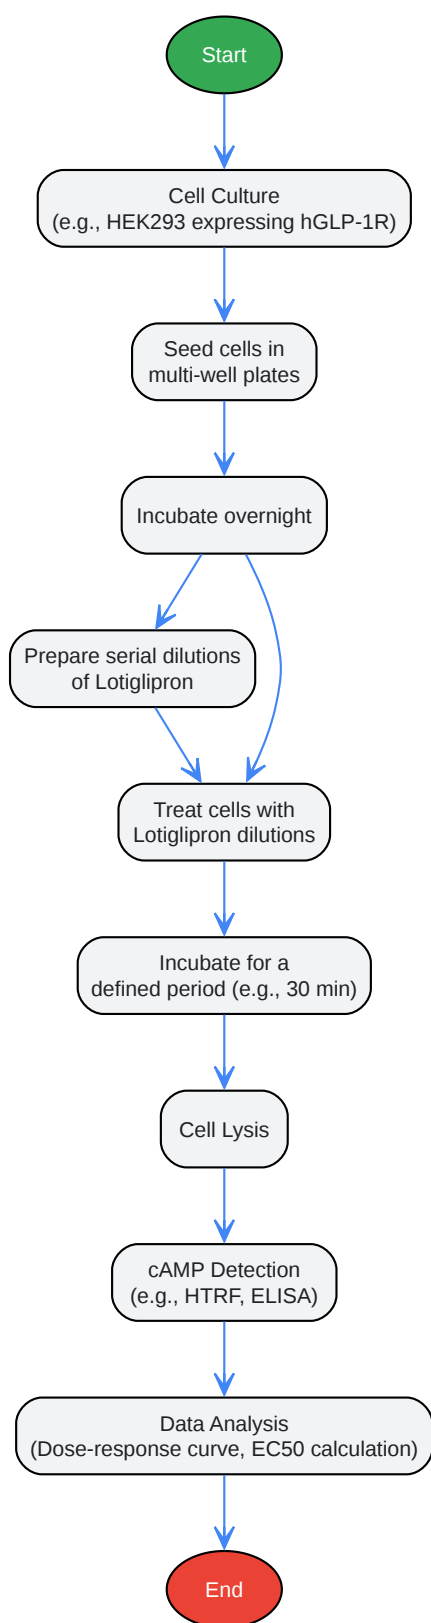 Start
Cell Culture
(e.g., HEK293 expressing hGLP-1R)
Seed cells in
multi-well plates
Incubate overnight
Prepare serial dilutions
of Lotiglipron
Treat cells with
Lotiglipron dilutions
Incubate for a
defined period (e.g., 30 min)
Cell Lysis
cAMP Detection
(e.g., HTRF, ELISA)
Data Analysis
(Dose-response curve, EC50 calculation)
End